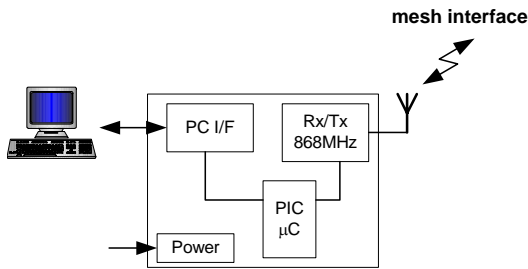 mesh interface
PC I/F
Rx/Tx
868MHz
PIC
μC
Power